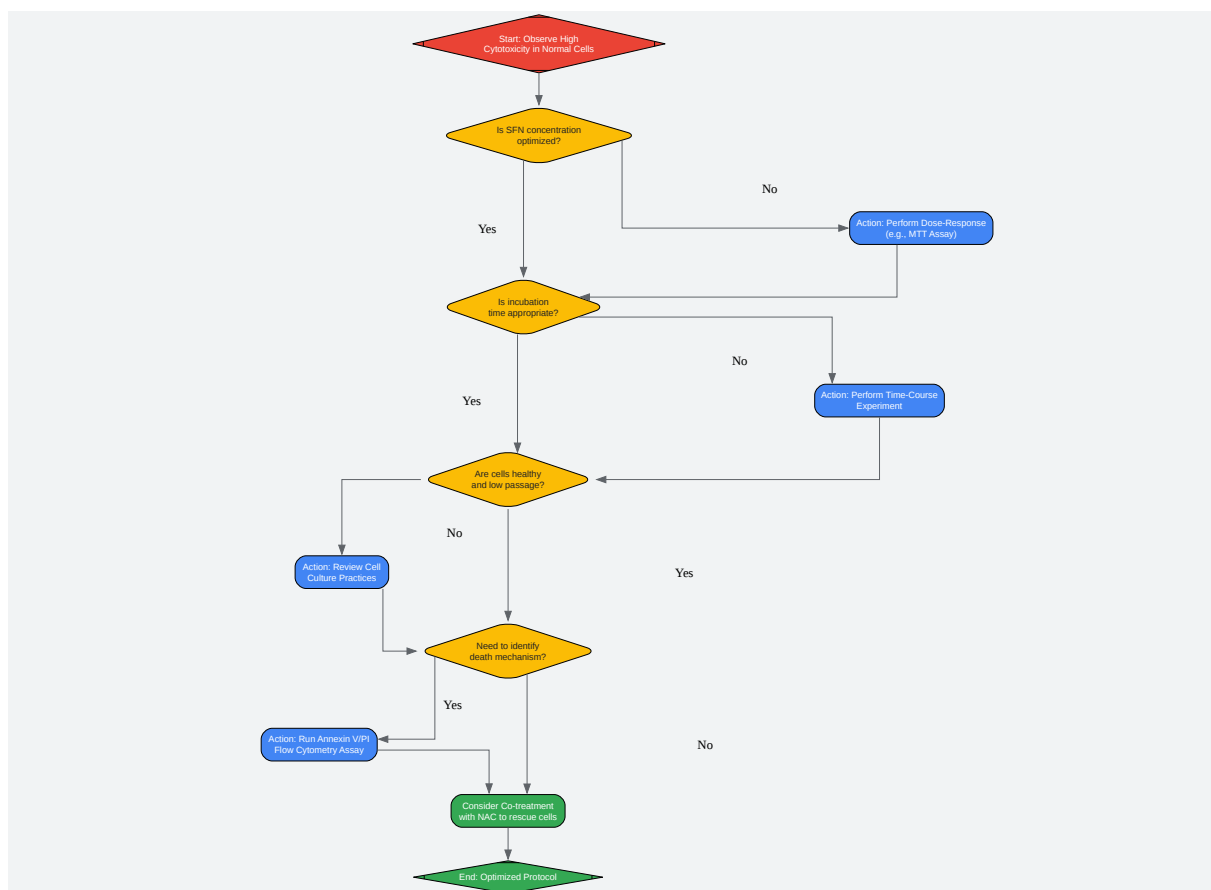 Start: Observe High
Cytotoxicity in Normal Cells
Is SFN concentration
optimized?
No
Yes
Action: Perform Dose-Response
(e.g., MTT Assay)
Is incubation
time appropriate?
No
Yes
Action: Perform Time-Course
Experiment
Are cells healthy
and low passage?
No
Yes
Action: Review Cell
Culture Practices
Need to identify
death mechanism?
Yes
No
Action: Run Annexin V/PI
Flow Cytometry Assay
Consider Co-treatment
with NAC to rescue cells
End: Optimized Protocol